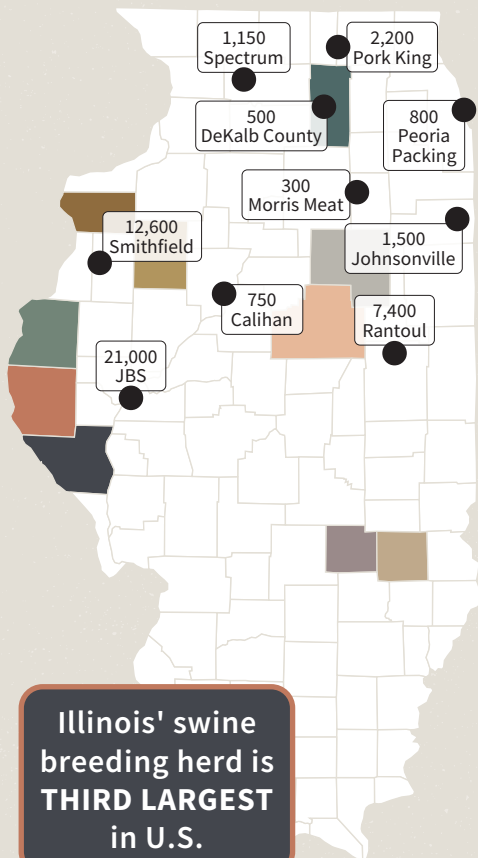 1,150
Spectrum
2,200
Pork King
500
DeKalb County
800
Peoria
Packing
300
Morris Meat
12,600
Smithfield
1,500
Johnsonville
750
Calihan
7,400
Rantoul
21,000
JBS
Illinois' swine
breeding herd is
THIRD LARGEST
in U.S.